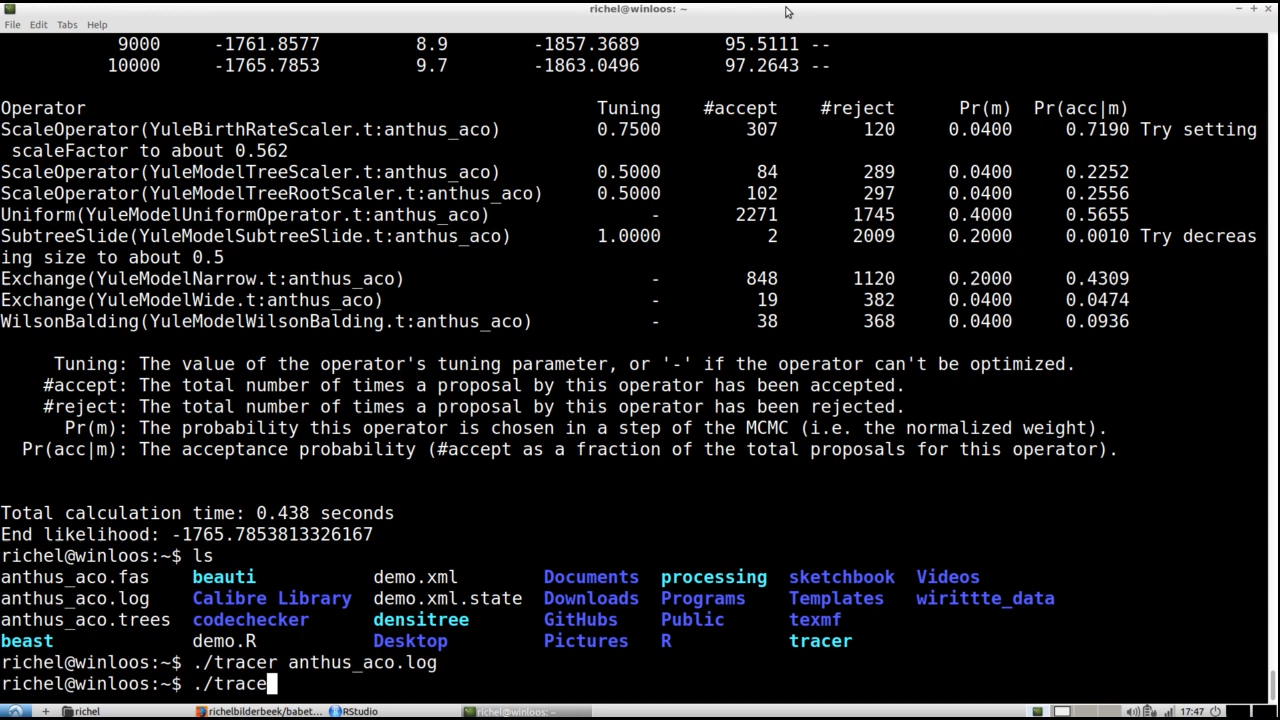 richel@winloos: ~
File Edit Tabs Help
9000 -1761.8577 8.9 -1857.3689 95.5111 --
10000 -1765.7853 9.7 -1863.0496 97.2643 --
Operator Tuning #accept #reject Pr(m) Pr(acc|m)
ScaleOperator(YuleBirthRateScaler.t:anthus_aco) 0.7500 307 120 0.0400 0.7190 Try setting
scaleFactor to about 0.562
ScaleOperator(YuleModelTreeScaler.t:anthus_aco) 0.5000 84 289 0.0400 0.2252
ScaleOperator(YuleModelTreeRootScaler.t:anthus_aco) 0.5000 102 297 0.0400 0.2556
Uniform(YuleModelUniformOperator.t:anthus_aco) - 2271 1745 0.4000 0.5655
SubtreeSlide(YuleModelSubtreeSlide.t:anthus_aco) 1.0000 2 2009 0.2000 0.0010 Try decreas
ing size to about 0.5
Exchange(YuleModelNarrow.t:anthus_aco) - 848 1120 0.2000 0.4309
Exchange(YuleModelWide.t:anthus_aco) - 19 382 0.0400 0.0474
WilsonBalding(YuleModelWilsonBalding.t:anthus_aco) - 38 368 0.0400 0.0936
Tuning: The value of the operator's tuning parameter, or '-' if the operator can't be optimized.
#accept: The total number of times a proposal by this operator has been accepted.
#reject: The total number of times a proposal by this operator has been rejected.
Pr(m): The probability this operator is chosen in a step of the MCMC (i.e. the normalized weight).
Pr(acc|m): The acceptance probability (#accept as a fraction of the total proposals for this operator).
Total calculation time: 0.438 seconds
End likelihood: -1765.7853813326167
richel@winloos:~$ ls
anthus_aco.fas beauti demo.xml Documents processing sketchbook Videos
anthus_aco.log Calibre Library demo.xml.state Downloads Programs Templates wirittte_data
anthus_aco.trees codechecker densitree GitHubs Public texmf
beast demo.R Desktop Pictures R tracer
richel@winloos:~$ ./tracer anthus_aco.log
richel@winloos:~$ ./trace
richel richelbilderbeek/babet... RStudio richel@winloos: ~ 17:47